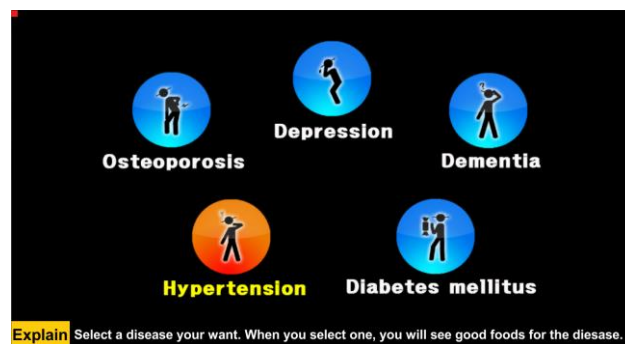 Depression
Osteoporosis
Dementia
Hypertension
Diabetes mellitus
Explain Select a disease your want. When you select one, you will see good foods for the diesase.